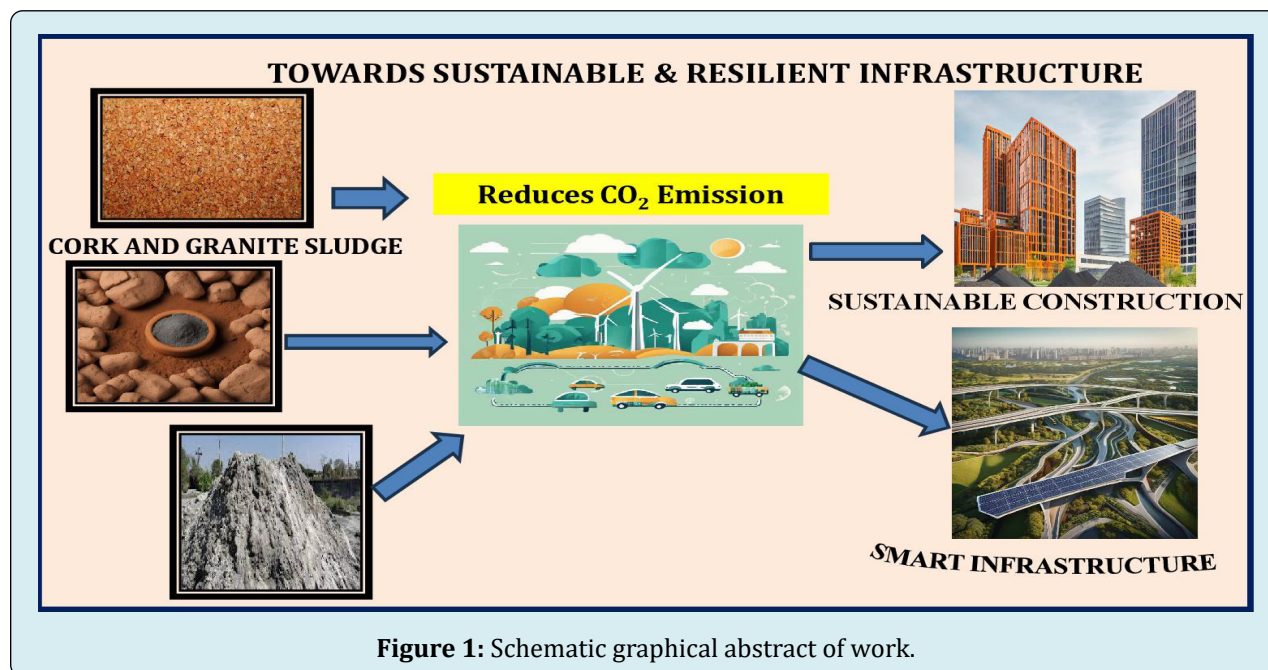 TOWARDS SUSTAINABLE & RESILIENT INFRASTRUCTURE
Reduces CO₂ Emission
CORK AND GRANITE SLUDGE
SUSTAINABLE CONSTRUCTION
SMART INFRASTRUCTURE
Figure 1: Schematic graphical abstract of work.